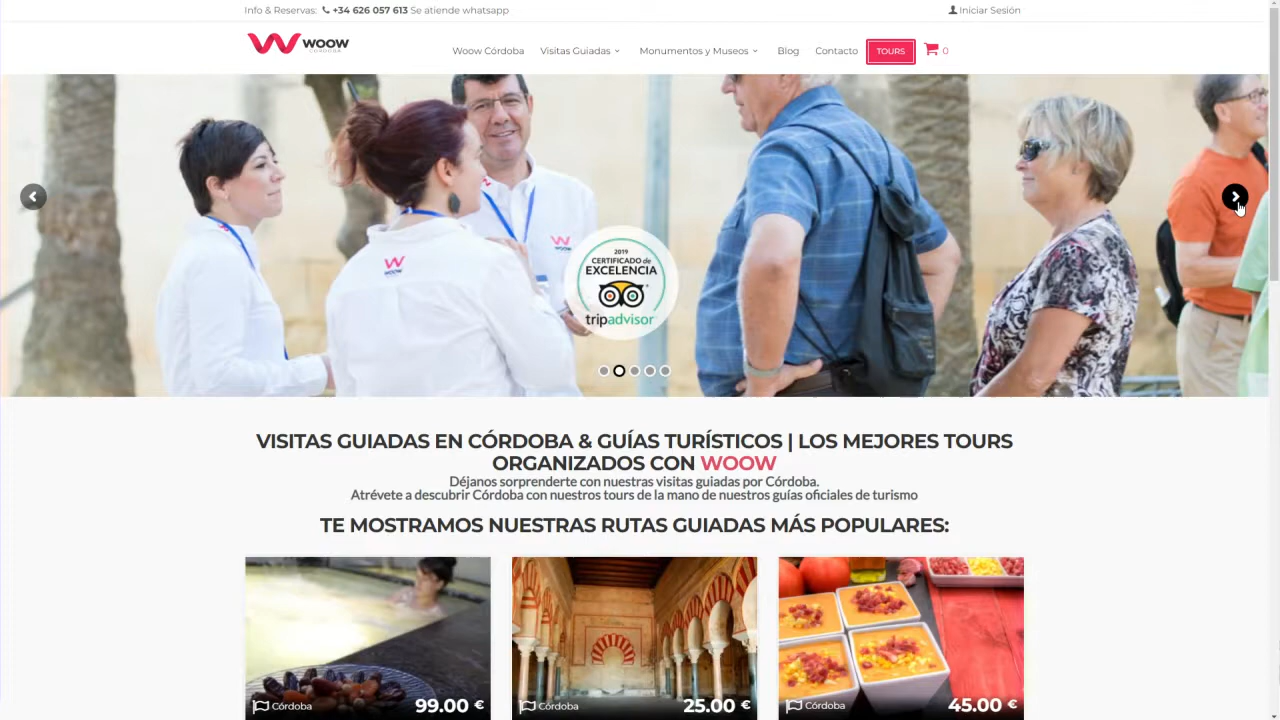 Info & Reservas: +34 626 057 613 Se atiende whatsapp
Iniciar Sesión
WOOW
CÓRDOBA
Woow Córdoba
Visitas Guiadas
Monumentos y Museos
Blog
Contacto
TOURS
0
W
WOOW
W
WOOW
2019
CERTIFICADO de
EXCELENCIA
tripadvisor
VISITAS GUIADAS EN CÓRDOBA & GUÍAS TURÍSTICOS | LOS MEJORES TOURS
ORGANIZADOS CON WOOW
Déjanos sorprenderte con nuestras visitas guiadas por Córdoba.
Atrévete a descubrir Córdoba con nuestros tours de la mano de nuestros guías oficiales de turismo
TE MOSTRAMOS NUESTRAS RUTAS GUIADAS MÁS POPULARES:
Córdoba
99.00 €
Córdoba
25.00 €
Córdoba
45.00 €